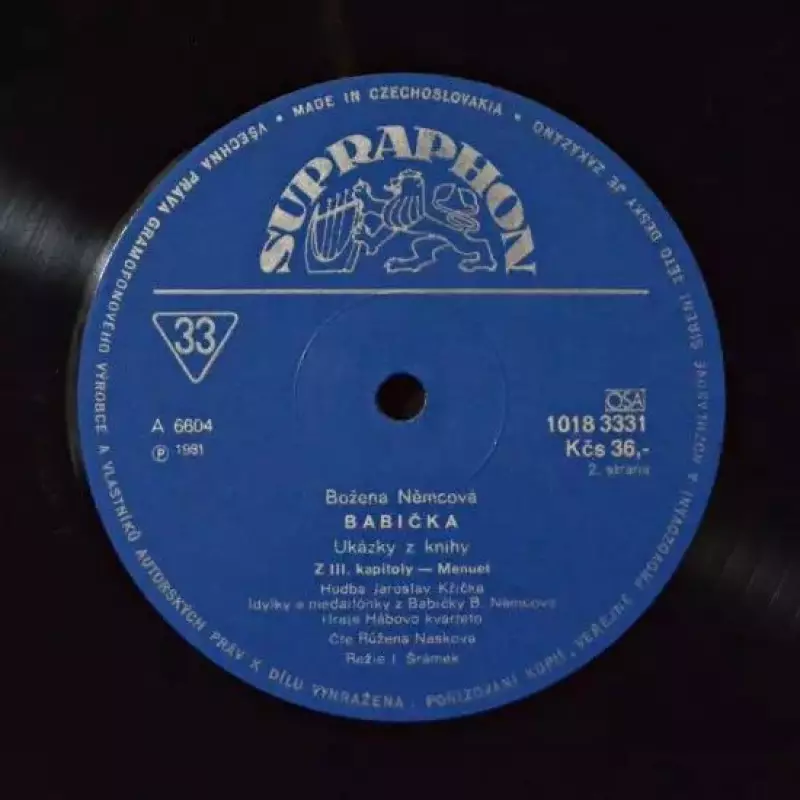 VŠECHNA PRÁVA GRAMOFONOVÉHO VÝROBCE A VLASTNÍKŮ AUTORSKÝCH PRÁV K DÍLU VYHRAŽENA. POŘIZOVÁNÍ KOPIÍ, VEŘEJNÉ PROVOZOVÁNÍ A ROZHLASOVÉ ŠÍŘENÍ TÉTO DESKY JE ZAKÁZÁNO •
MADE IN CZECHOSLOVAKIA •
SUPRAPHON
33
OSA
A 6604
1018 3331
Ⓟ 1981
Kčs 36,-
2. strana
Božena Němcová
BABIČKA
Ukázky z knihy
Z III. kapitoly — Menuet
Hudba Jaroslav Křička
Idylky a medailónky z Babičky B. Němcové
Hraje Hábovo kvarteto
Čte Růžena Nasková
Režie J. Šrámek